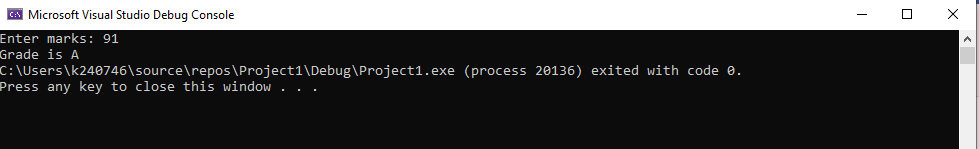 Microsoft Visual Studio Debug Console
Enter marks: 91
Grade is A
C:\Users\k240746\source\repos\Project1\Debug\Project1.exe (process 20136) exited with code 0.
Press any key to close this window . . .